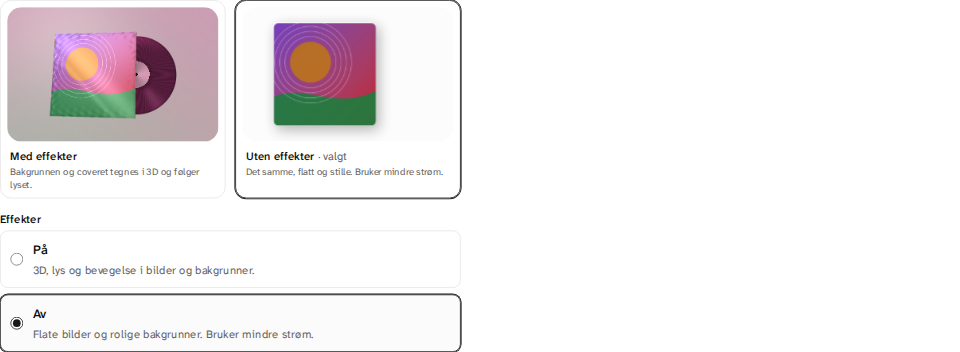 Med effekter
Bakgrunnen og coveret tegnes i 3D og følger
lyset.
Uten effekter · valgt
Det samme, flatt og stille. Bruker mindre strøm.
Effekter
På
3D, lys og bevegelse i bilder og bakgrunner.
Av
Flate bilder og rolige bakgrunner. Bruker mindre strøm.